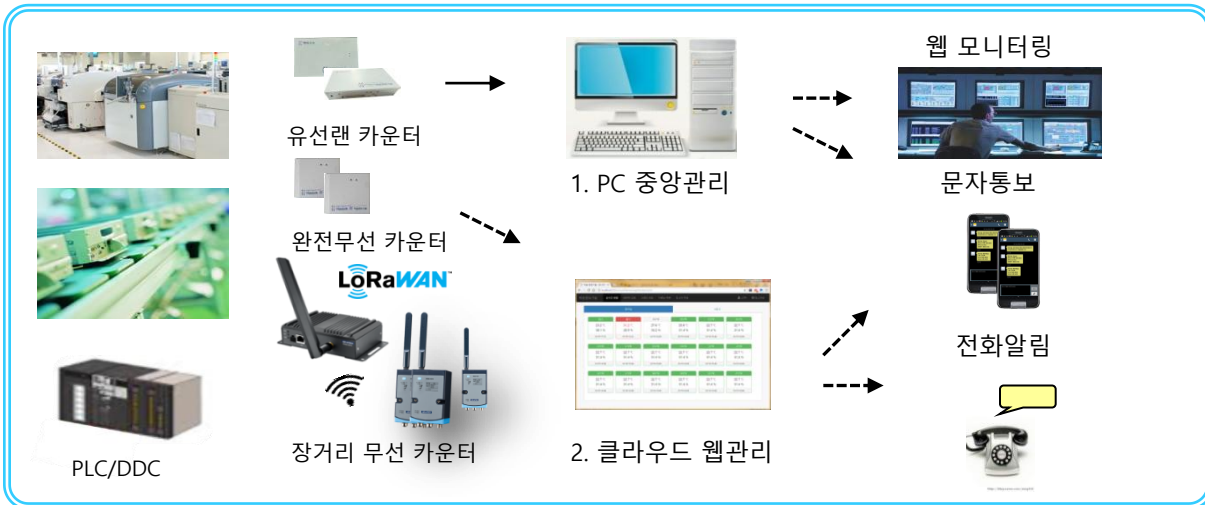 웹 모니터링
유선랜 카운터
1. PC 중앙관리
문자통보
완전무선 카운터
LoRaWAN™
전화알림
장거리 무선 카운터
2. 클라우드 웹관리
PLC/DDC